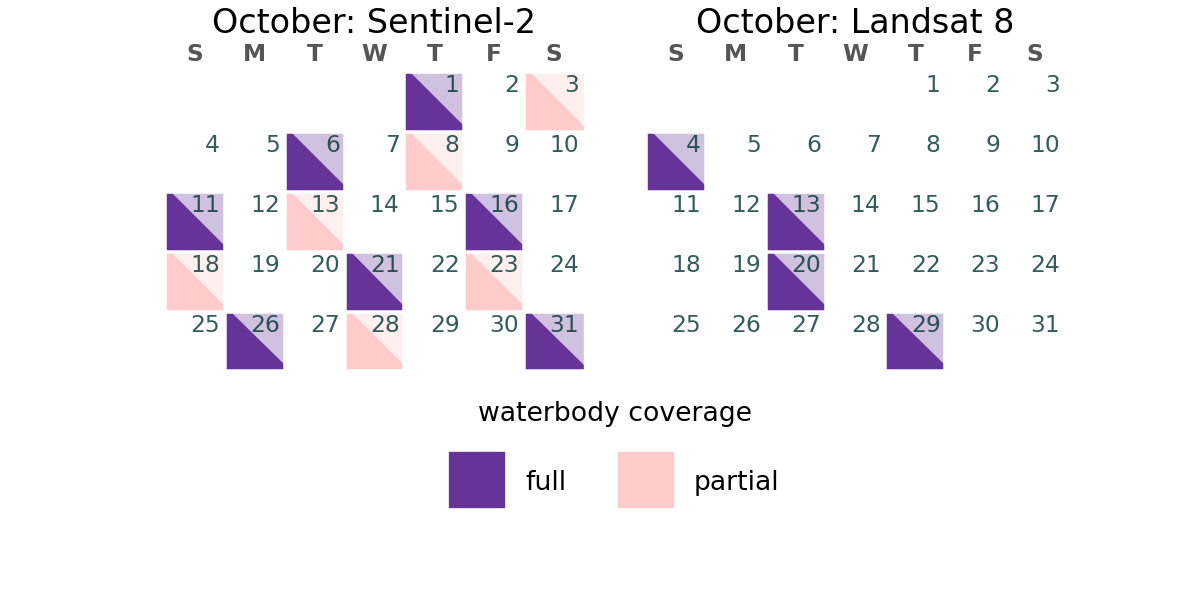 October: Sentinel-2
S M T W T F S
1 2 3
4 5 6 7 8 9 10
11 12 13 14 15 16 17
18 19 20 21 22 23 24
25 26 27 28 29 30 31
October: Landsat 8
S M T W T F S
1 2 3
4 5 6 7 8 9 10
11 12 13 14 15 16 17
18 19 20 21 22 23 24
25 26 27 28 29 30 31
waterbody coverage
full partial